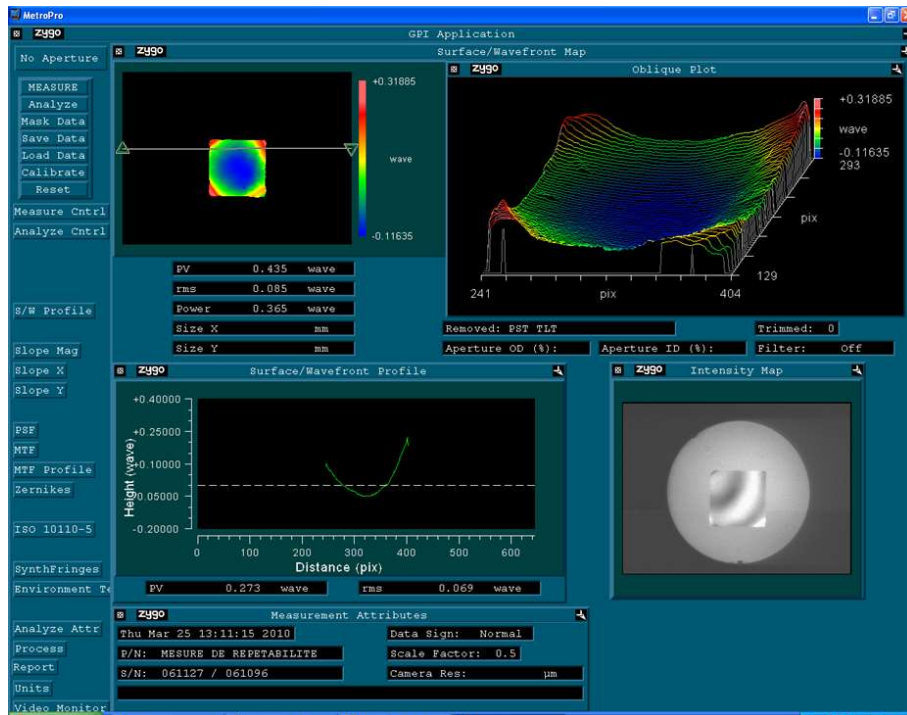 MetroPro
zygo GPI Application
No Aperture
MEASURE
Analyze
Mask Data
Save Data
Load Data
Calibrate
Reset
Measure Cntrl
Analyze Cntrl
S/W Profile
Slope Mag
Slope X
Slope Y
PSF
MTF
MTF Profile
Zernikes
ISO 10110-5
SynthFringes
Environment Te
Analyze Attr
Process
Report
Units
Video Monitor
zygo Surface/Wavefront Map
+0.31885
wave
-0.11635
PV 0.435 wave
rms 0.085 wave
Power 0.365 wave
Size X mm
Size Y mm
zygo Oblique Plot
+0.31885
wave
-0.11635
293
pix
129
241 pix 404
Removed: PST TLT Trimmed: 0
Aperture OD (%): Aperture ID (%): Filter: Off
zygo Surface/Wavefront Profile
+0.40000
+0.25000
+0.10000
-0.05000
-0.20000
Height (wave)
0 100 200 300 400 500 600
Distance (pix)
PV 0.273 wave rms 0.069 wave
zygo Intensity Map
zygo Measurement Attributes
Thu Mar 25 13:11:15 2010 Data Sign: Normal
P/N: MESURE DE REPETABILITE Scale Factor: 0.5
S/N: 061127 / 061096 Camera Res: µm